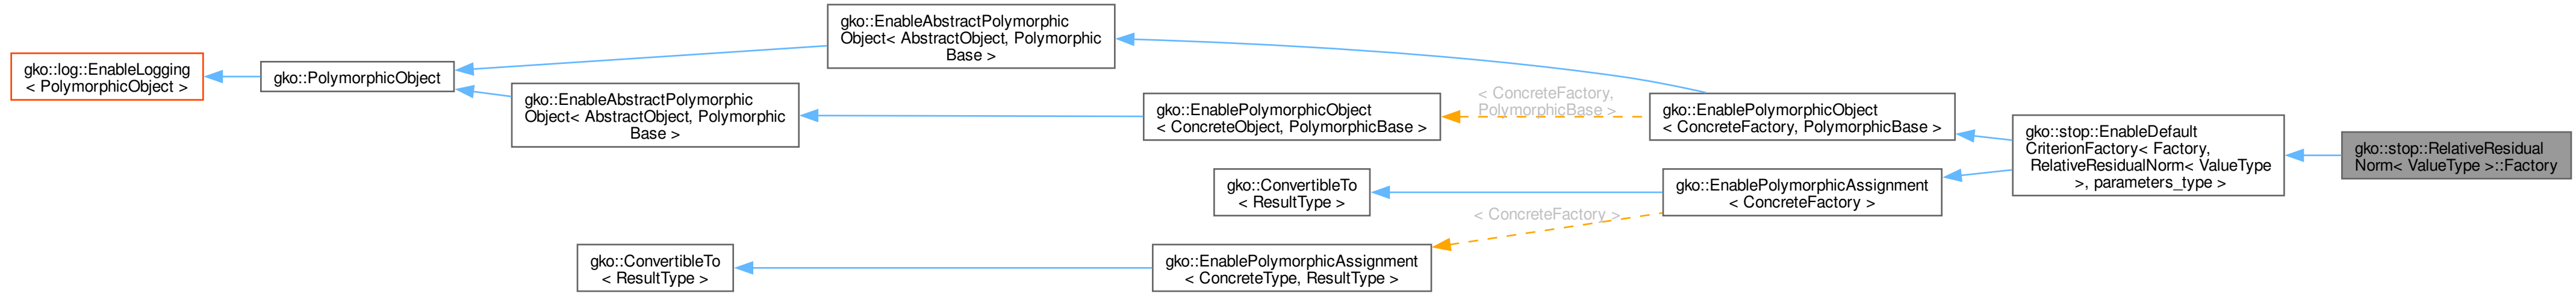 gko::log::EnableLogging
< PolymorphicObject >
gko::PolymorphicObject
gko::EnableAbstractPolymorphic
Object< AbstractObject, Polymorphic
Base >
gko::EnableAbstractPolymorphic
Object< AbstractObject, Polymorphic
Base >
gko::EnablePolymorphicObject
< ConcreteObject, PolymorphicBase >
< ConcreteFactory,
PolymorphicBase >
gko::EnablePolymorphicObject
< ConcreteFactory, PolymorphicBase >
gko::stop::EnableDefault
CriterionFactory< Factory,
RelativeResidualNorm< ValueType
>, parameters_type >
gko::stop::RelativeResidual
Norm< ValueType >::Factory
gko::ConvertibleTo
< ResultType >
gko::EnablePolymorphicAssignment
< ConcreteFactory >
< ConcreteFactory >
gko::ConvertibleTo
< ResultType >
gko::EnablePolymorphicAssignment
< ConcreteType, ResultType >